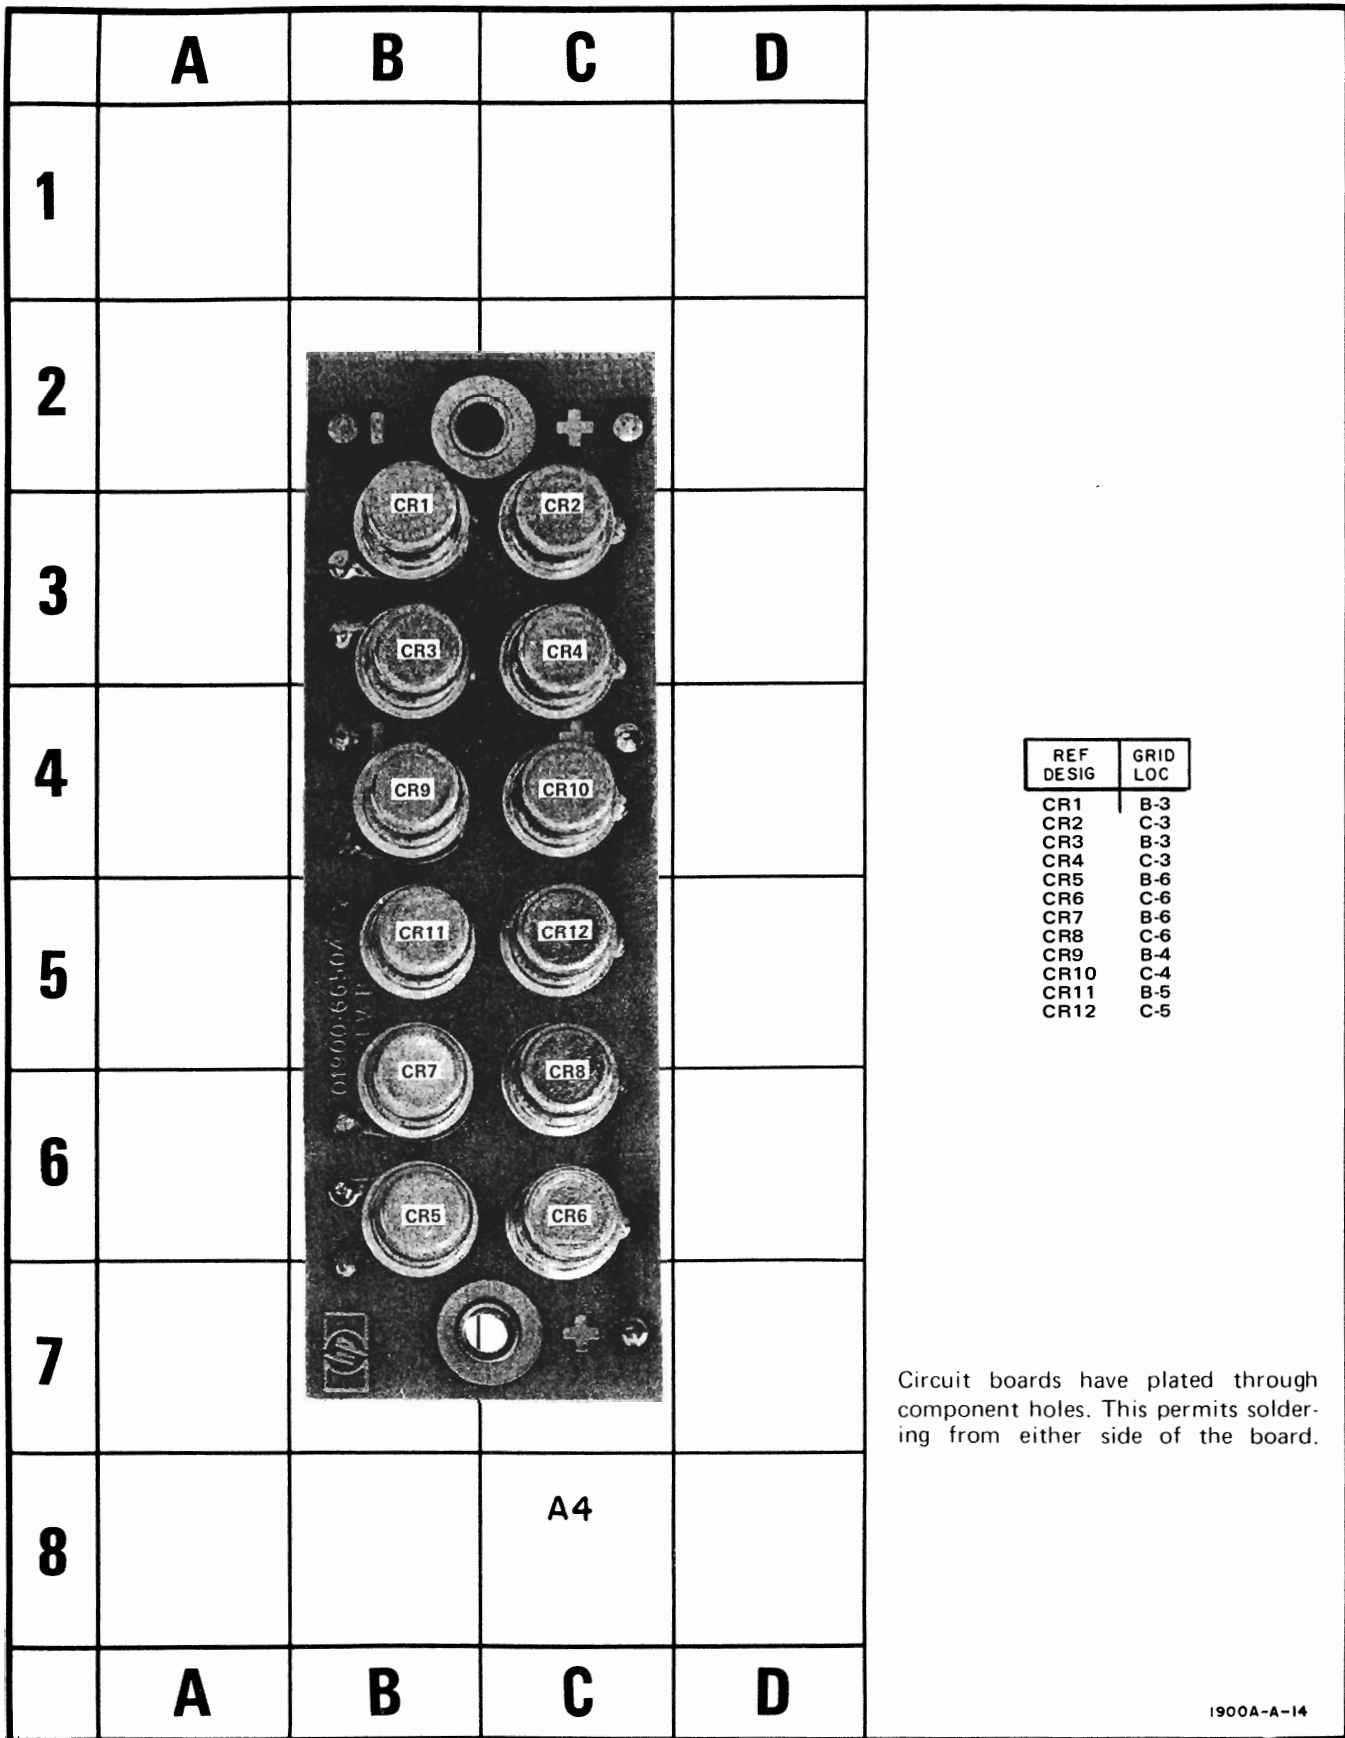 A B C D
1
2
CR1 CR2
3
CR3 CR4
4
CR9 CR10
CR11 CR12
5
01900-66504
CR7 CR8
6
CR5 CR6
7
hp
8
A4
A B C D
REF DESIG GRID LOC
CR1 B-3
CR2 C-3
CR3 B-3
CR4 C-3
CR5 B-6
CR6 C-6
CR7 B-6
CR8 C-6
CR9 B-4
CR10 C-4
CR11 B-5
CR12 C-5
Circuit boards have plated through
component holes. This permits solder-
ing from either side of the board.
1900A-A-14